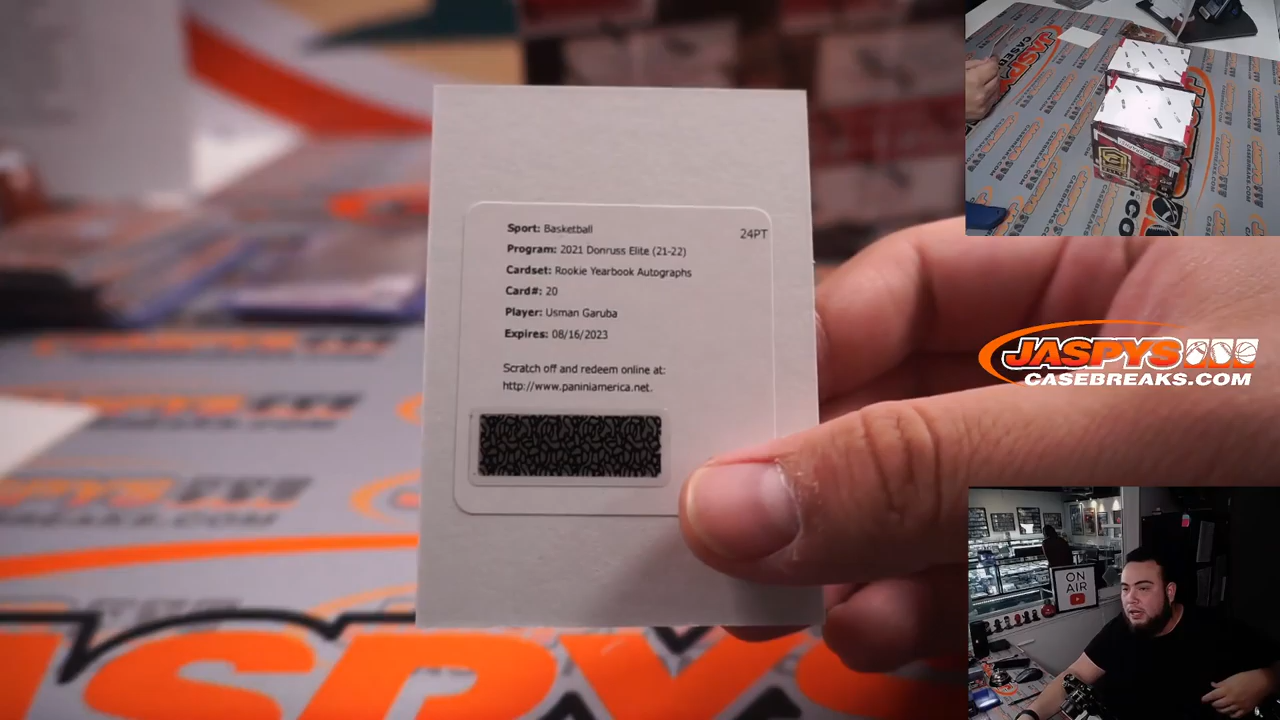 Sport: Basketball
24PT
Program: 2021 Donruss Elite (21-22)
Cardset: Rookie Yearbook Autographs
Card#: 20
Player: Usman Garuba
Expires: 08/16/2023
Scratch off and redeem online at:
http://www.paniniamerica.net.
JASPYS
CASEBREAKS.COM
ON
AIR
JASPYS